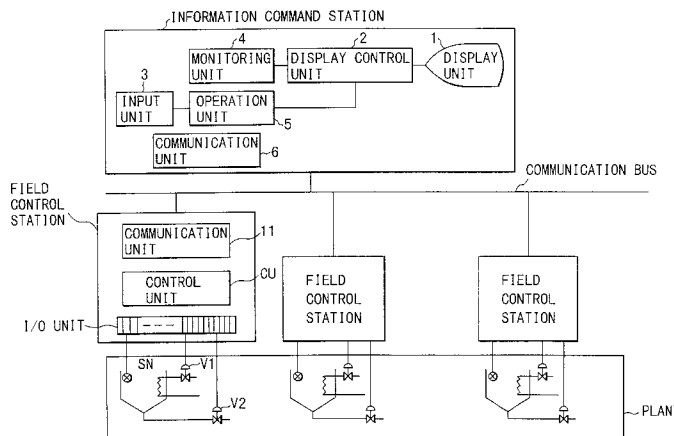 INFORMATION COMMAND STATION
4
2
1
MONITORING
UNIT
DISPLAY CONTROL
UNIT
DISPLAY
UNIT
3
INPUT
UNIT
OPERATION
UNIT
5
COMMUNICATION
UNIT
6
COMMUNICATION BUS
FIELD
CONTROL
STATION
COMMUNICATION
UNIT
11
CONTROL
UNIT
CU
I/O UNIT
FIELD
CONTROL
STATION
FIELD
CONTROL
STATION
SN
V1
V2
PLANT